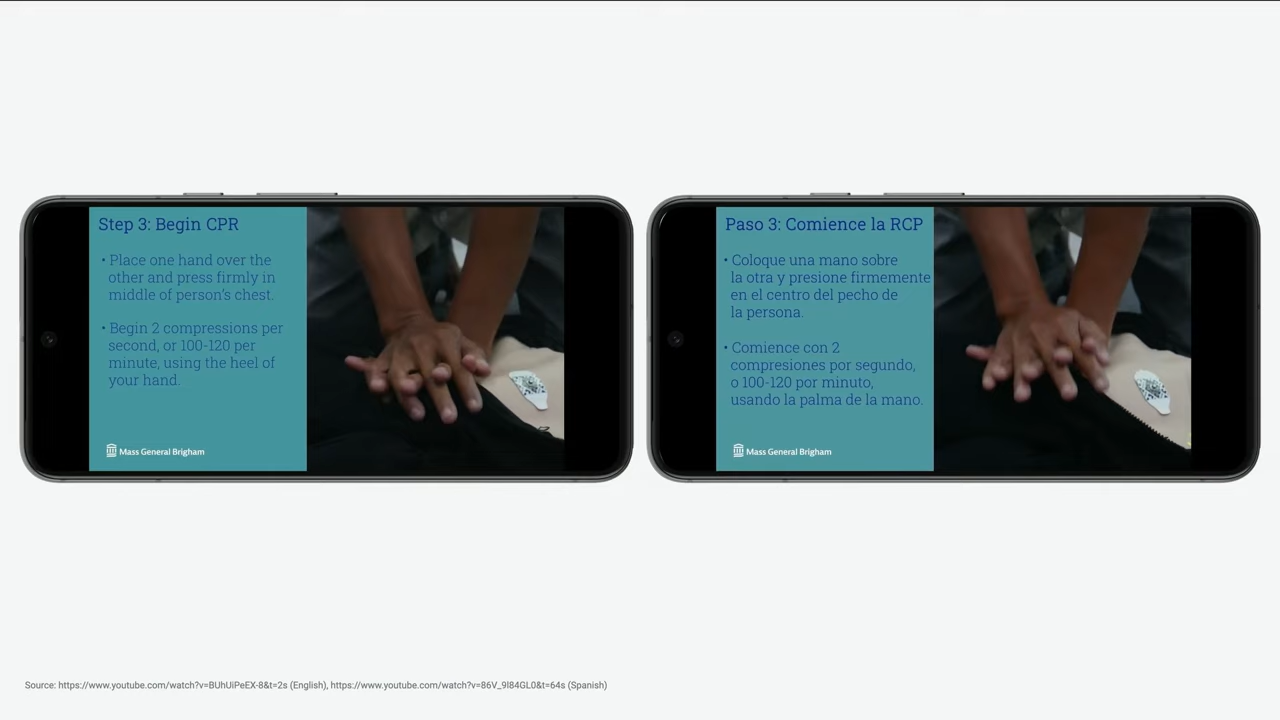 Step 3: Begin CPR
• Place one hand over the
other and press firmly in
middle of person's chest.
• Begin 2 compressions per
second, or 100-120 per
minute, using the heel of
your hand.
Mass General Brigham
Paso 3: Comience la RCP
• Coloque una mano sobre
la otra y presione firmemente
en el centro del pecho de
la persona.
• Comience con 2
compresiones por segundo,
o 100-120 por minuto,
usando la palma de la mano.
Mass General Brigham
Source: https://www.youtube.com/watch?v=BUhUiPeEX-8&t=2s (English), https://www.youtube.com/watch?v=86V_9l84GL0&t=64s (Spanish)